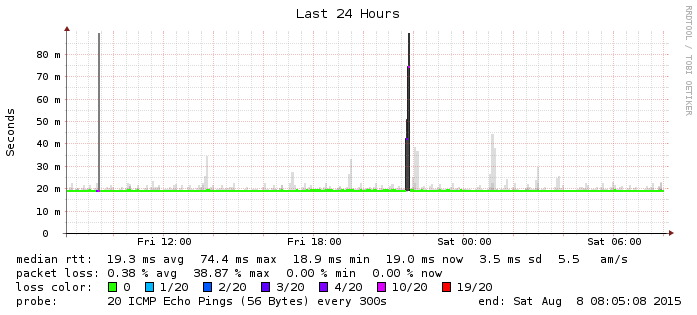 Last 24 Hours
RRDTOOL / TOBI OETIKER
Seconds
80 m
70 m
60 m
50 m
40 m
30 m
20 m
10 m
0
Fri 12:00 Fri 18:00 Sat 00:00 Sat 06:00
median rtt: 19.3 ms avg 74.4 ms max 18.9 ms min 19.0 ms now 3.5 ms sd 5.5 am/s
packet loss: 0.38 % avg 38.87 % max 0.00 % min 0.00 % now
loss color: 0 1/20 2/20 3/20 4/20 10/20 19/20
probe: 20 ICMP Echo Pings (56 Bytes) every 300s end: Sat Aug 8 08:05:08 2015